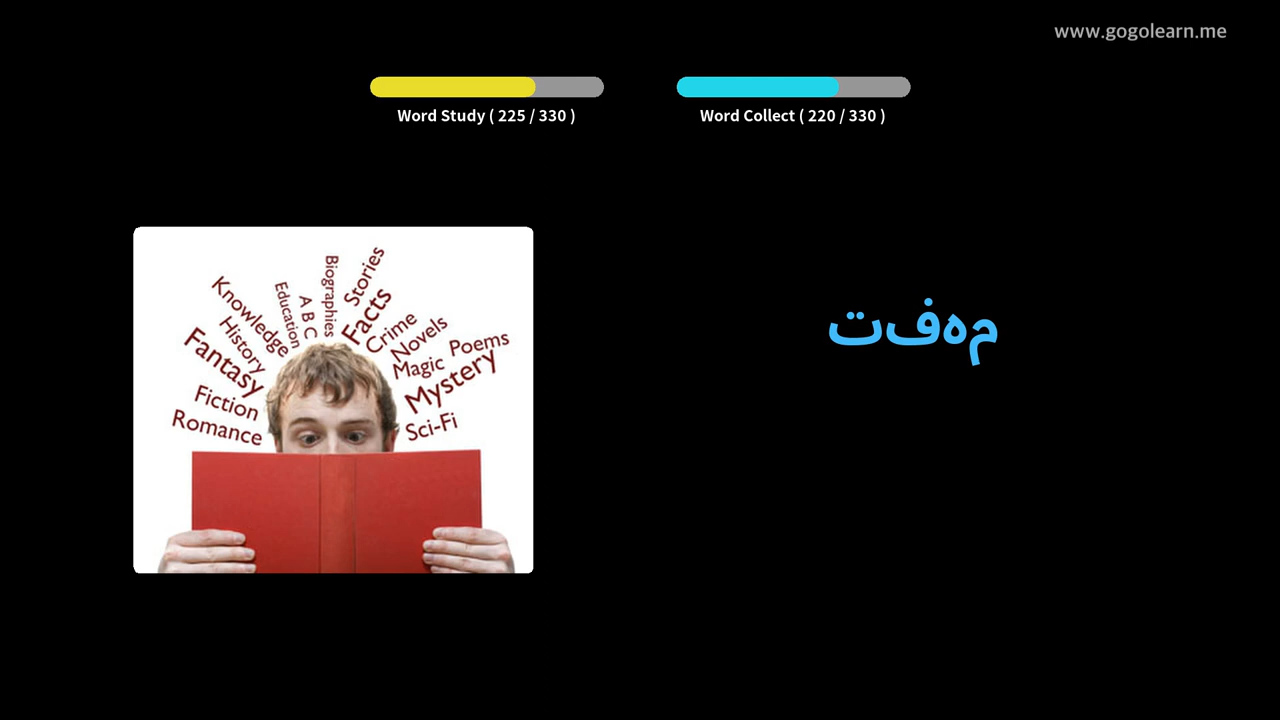 www.gogolearn.me
Word Study ( 225 / 330 )
Word Collect ( 220 / 330 )
مهفت
Romance
Fiction
Fantasy
History
Knowledge
Education
A B C
Biographies
Stories
Facts
Crime
Novels
Magic
Poems
Mystery
Sci-Fi